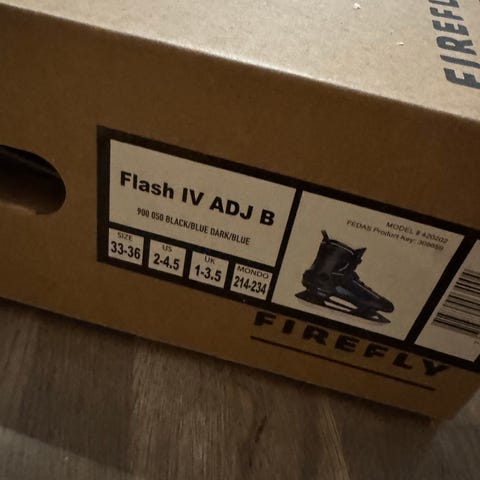 FIREFLY
Flash IV ADJ B
900 050 BLACK/BLUE DARK/BLUE
SIZE
33-36
US
2-4.5
UK
1-3.5
MONDO
214-234
MODEL # 420202
FEDAS Product-Key: 309059
FIREFLY